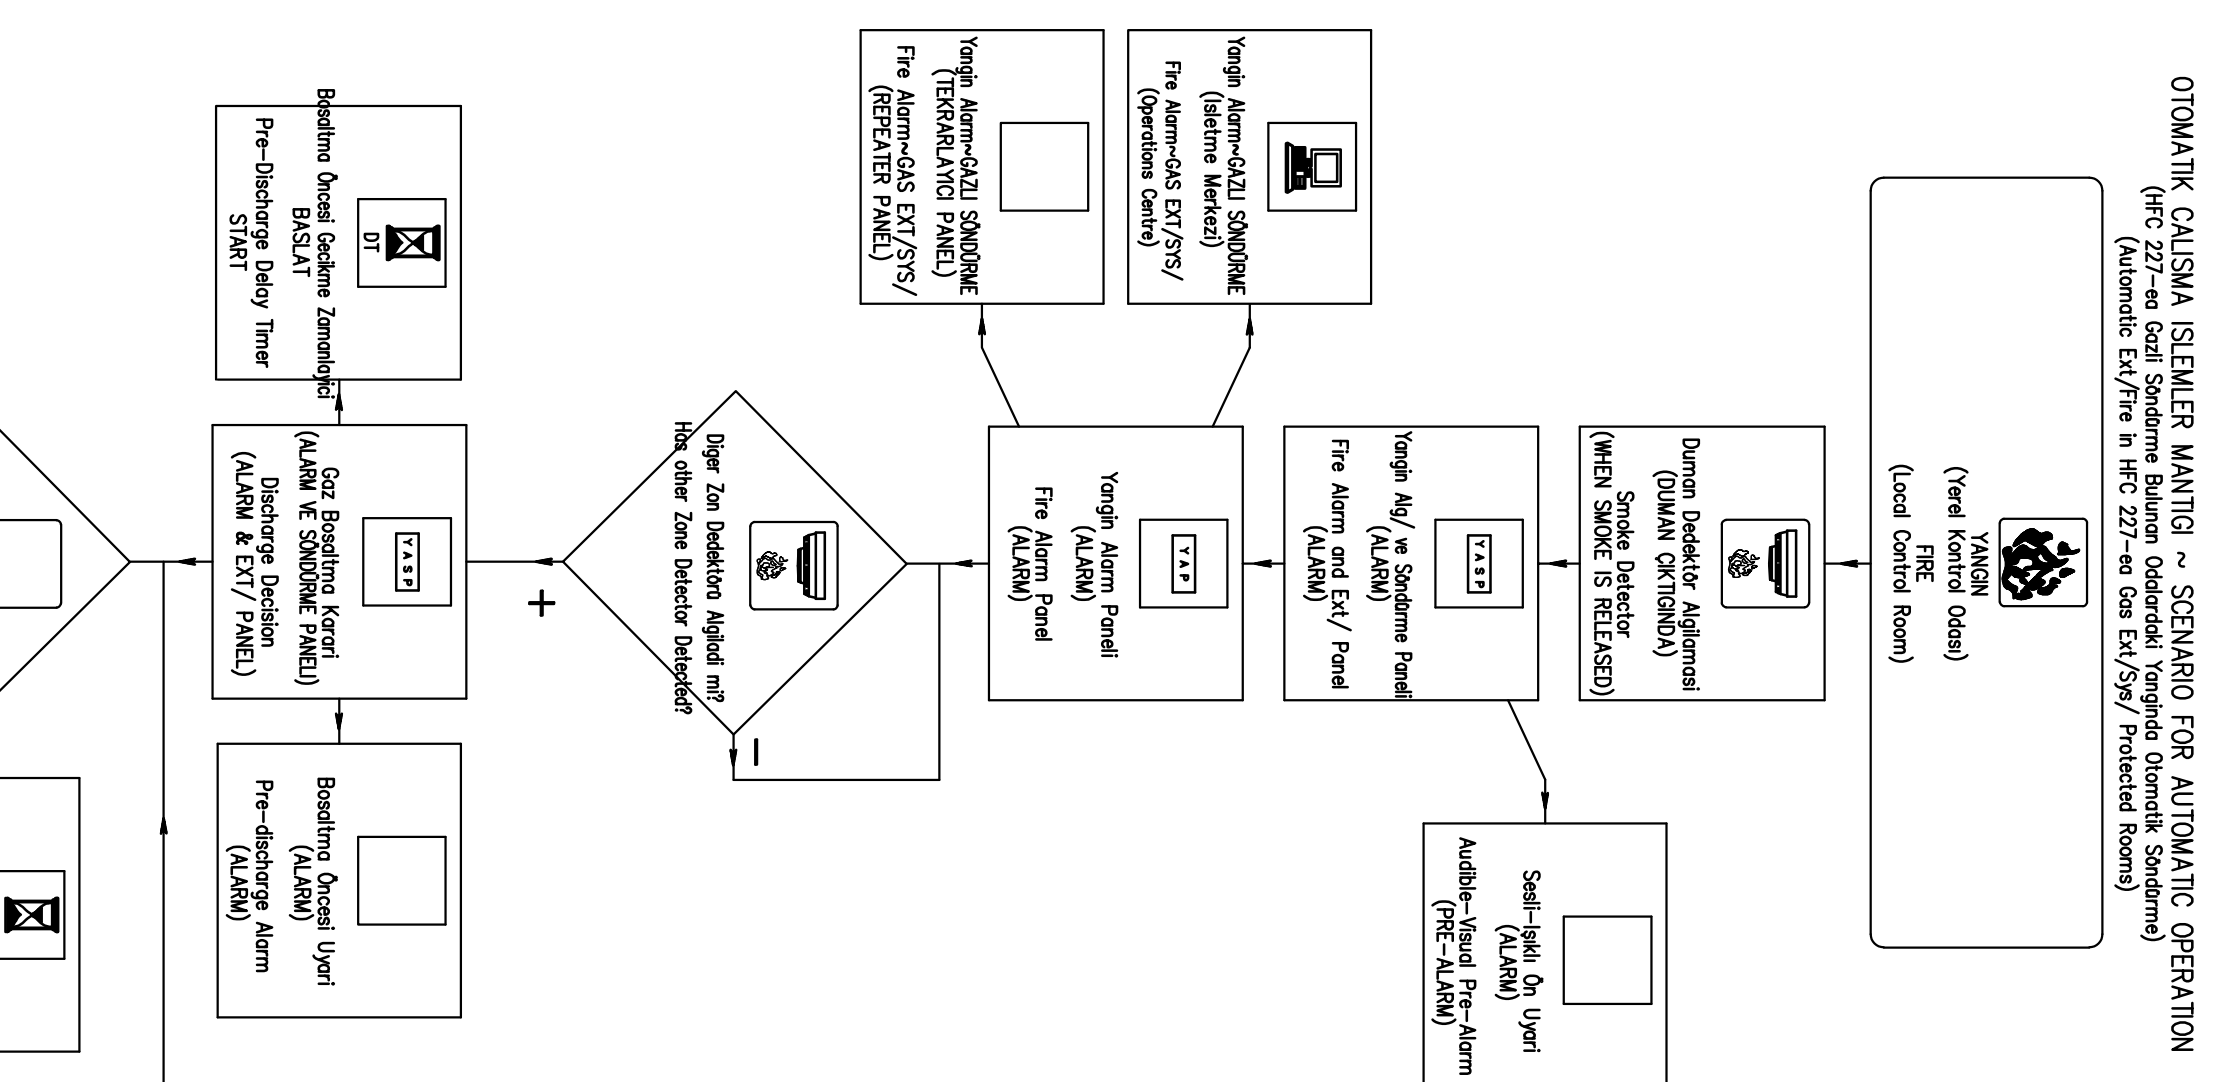 OTOMATIK CALISMA ISLEMLER MANTIGI ~ SCENARIO FOR AUTOMATIC OPERATION
(HFC 227-ea Gazli Söndürme Bulunan Odalardaki Yanginda Otomatik Söndürme)
(Automatic Ext/Fire in HFC 227-ea Gas Ext/Sys/ Protected Rooms)
YANGIN
(Yerel Kontrol Odası)
FIRE
(Local Control Room)
Duman Dedektör Algilamasi
(DUMAN ÇIKTIGINDA)
Smoke Detector
(WHEN SMOKE IS RELEASED)
YASP
Yangin Alg/ ve Söndürme Paneli
(ALARM)
Fire Alarm and Ext/ Panel
(ALARM)
Sesli-Işıklı Ön Uyari
(ALARM)
Audible-Visual Pre-Alarm
(PRE-ALARM)
YAP
Yangin Alarm Paneli
(ALARM)
Fire Alarm Panel
(ALARM)
Yangin Alarm~GAZLI SÖNDÜRME
(Isletme Merkezi)
Fire Alarm~GAS EXT/SYS/
(Operations Centre)
Yangin Alarm~GAZLI SÖNDÜRME
(TEKRARLAYICI PANEL)
Fire Alarm~GAS EXT/SYS/
(REPEATER PANEL)
Diger Zon Dedektörü Algiladi mi?
Has other Zone Detector Detected?
-
+
YASP
Gaz Bosaltma Karari
(ALARM VE SÖNDÜRME PANELI)
Discharge Decision
(ALARM & EXT/ PANEL)
DT
Bosaltma Öncesi Gecikme Zamanlayici
BASLAT
Pre-Discharge Delay Timer
START
Bosaltma Öncesi Uyari
(ALARM)
Pre-discharge Alarm
(ALARM)